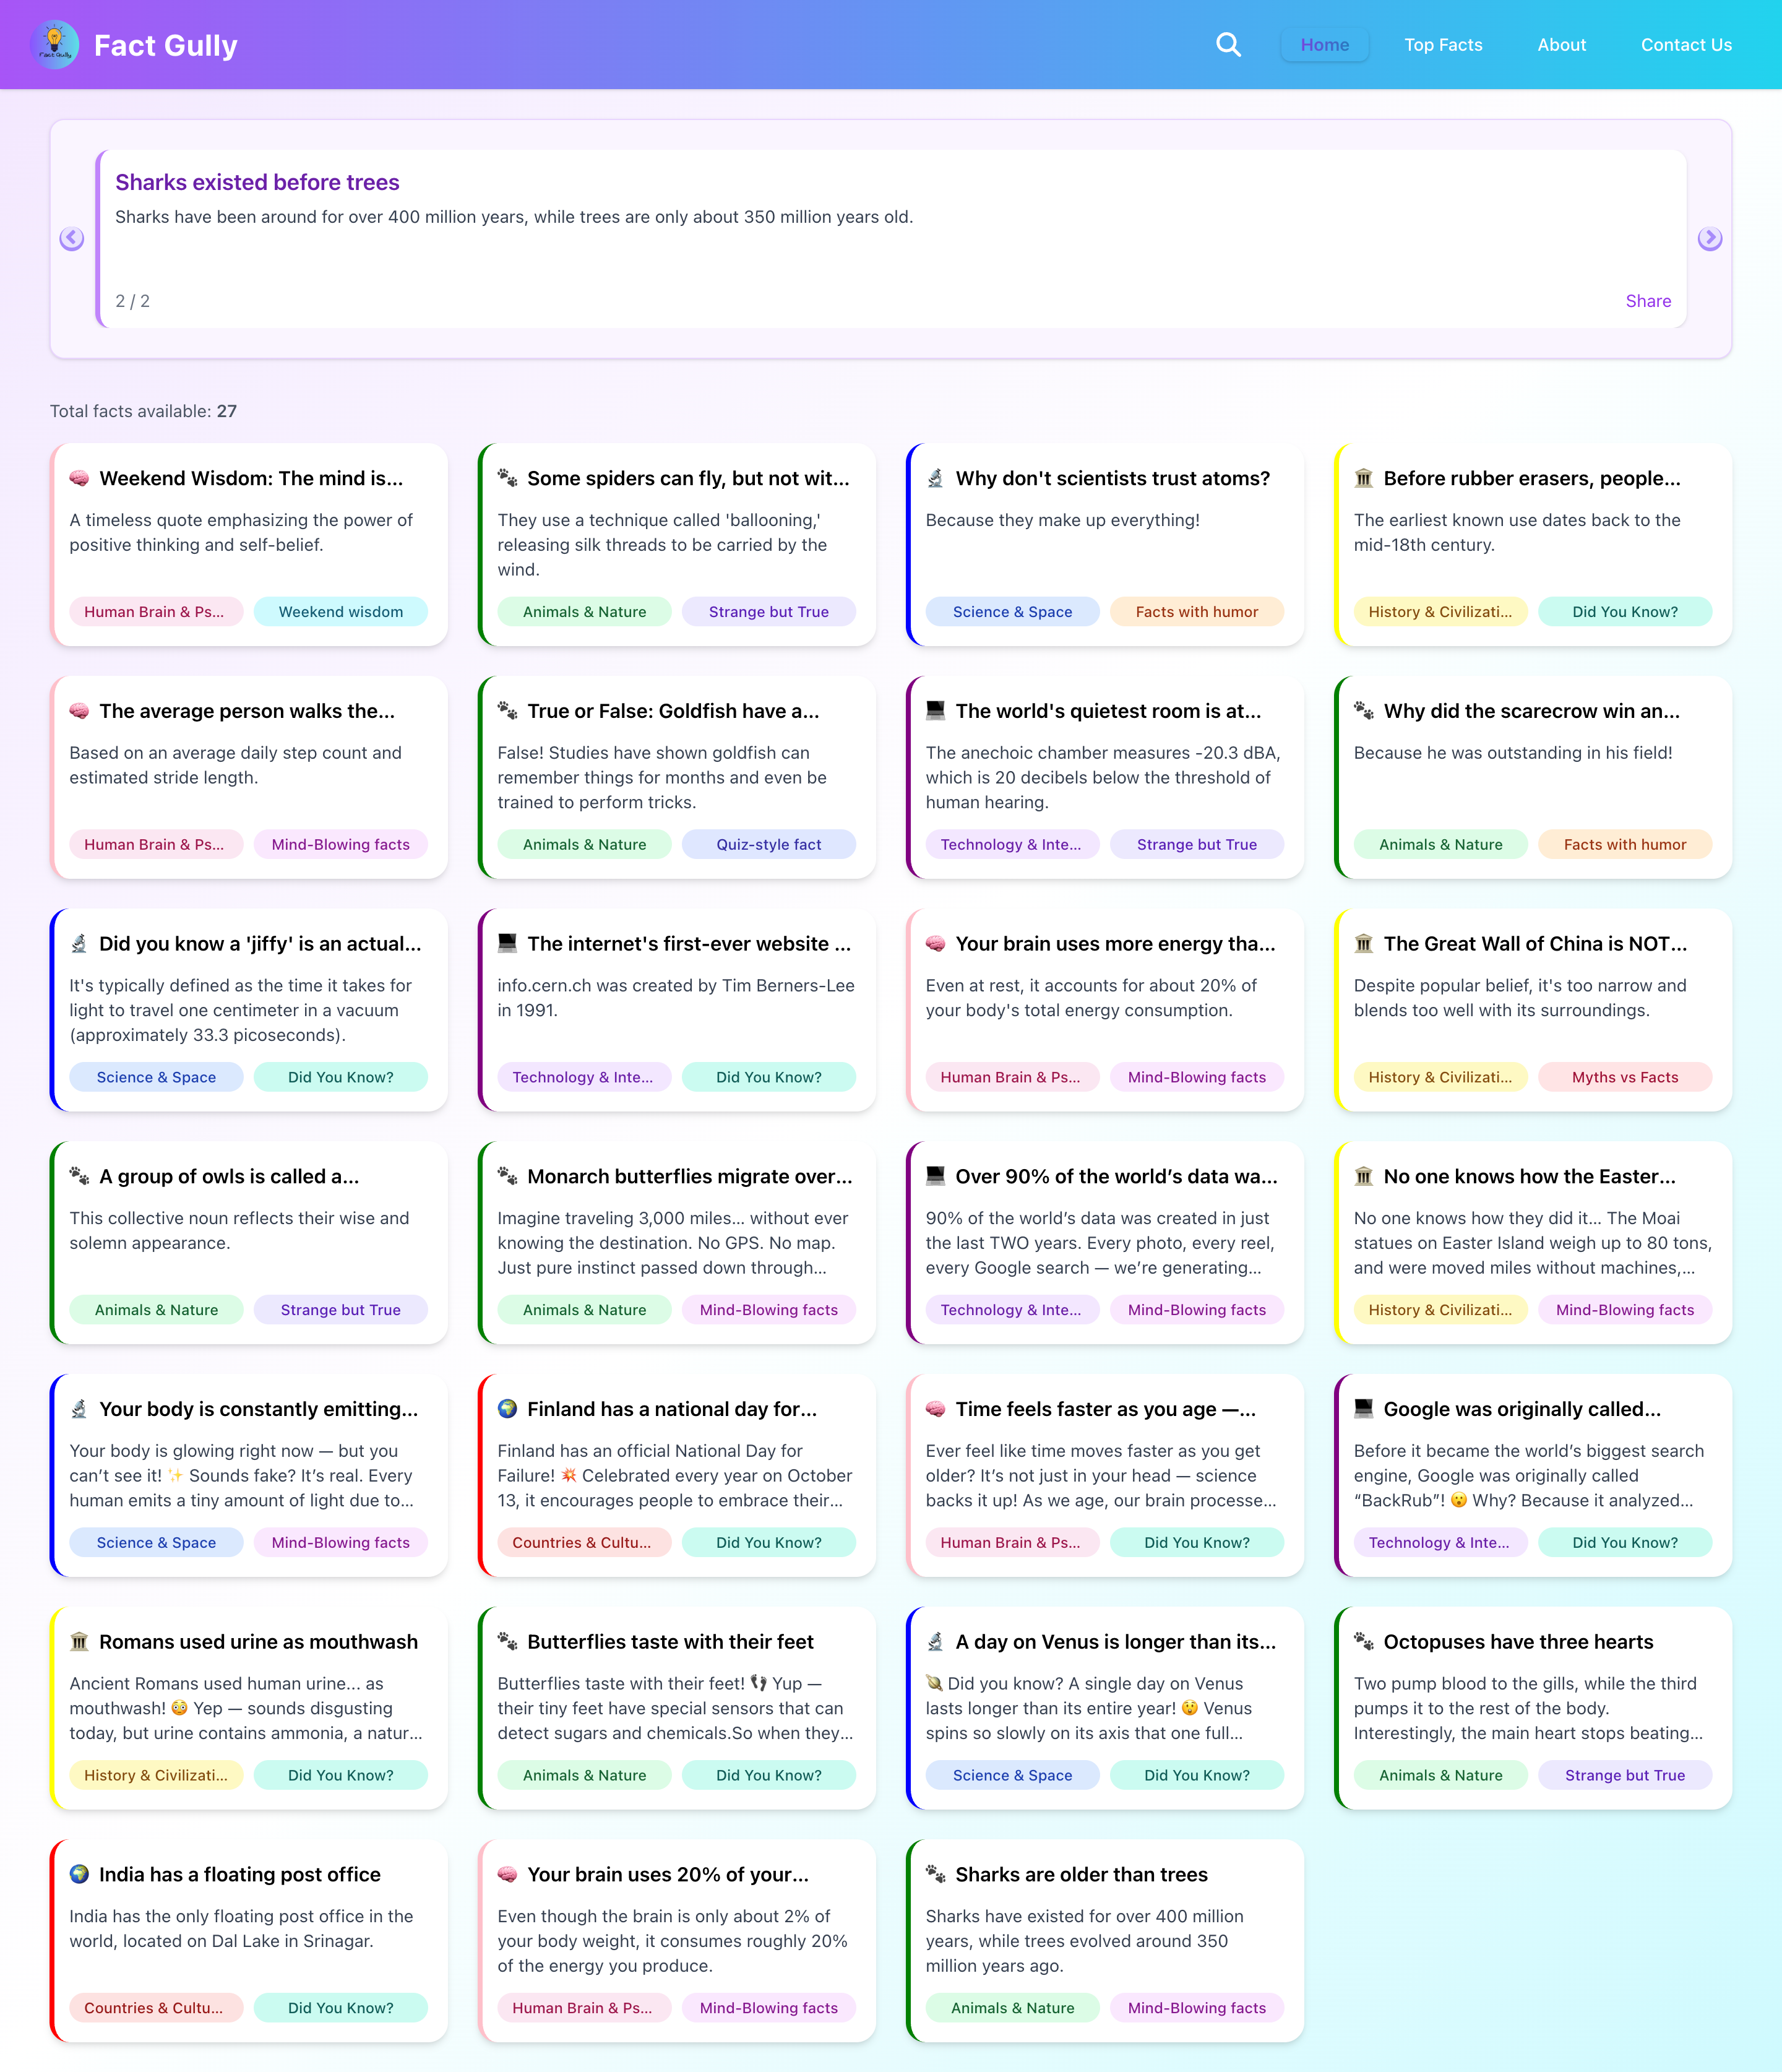 Fact Gully
Fact Gully
Home
Top Facts
About
Contact Us
Sharks existed before trees
Sharks have been around for over 400 million years, while trees are only about 350 million years old.
2 / 2
Share
Total facts available: 27
🧠 Weekend Wisdom: The mind is...
A timeless quote emphasizing the power of
positive thinking and self-belief.
Human Brain & Ps...
Weekend wisdom
🐾 Some spiders can fly, but not wit...
They use a technique called 'ballooning,'
releasing silk threads to be carried by the
wind.
Animals & Nature
Strange but True
🔬 Why don't scientists trust atoms?
Because they make up everything!
Science & Space
Facts with humor
🏛️ Before rubber erasers, people...
The earliest known use dates back to the
mid-18th century.
History & Civilizati...
Did You Know?
🧠 The average person walks the...
Based on an average daily step count and
estimated stride length.
Human Brain & Ps...
Mind-Blowing facts
🐾 True or False: Goldfish have a...
False! Studies have shown goldfish can
remember things for months and even be
trained to perform tricks.
Animals & Nature
Quiz-style fact
💻 The world's quietest room is at...
The anechoic chamber measures -20.3 dBA,
which is 20 decibels below the threshold of
human hearing.
Technology & Inte...
Strange but True
🐾 Why did the scarecrow win an...
Because he was outstanding in his field!
Animals & Nature
Facts with humor
🔬 Did you know a 'jiffy' is an actual...
It's typically defined as the time it takes for
light to travel one centimeter in a vacuum
(approximately 33.3 picoseconds).
Science & Space
Did You Know?
💻 The internet's first-ever website ...
info.cern.ch was created by Tim Berners-Lee
in 1991.
Technology & Inte...
Did You Know?
🧠 Your brain uses more energy tha...
Even at rest, it accounts for about 20% of
your body's total energy consumption.
Human Brain & Ps...
Mind-Blowing facts
🏛️ The Great Wall of China is NOT...
Despite popular belief, it's too narrow and
blends too well with its surroundings.
History & Civilizati...
Myths vs Facts
🐾 A group of owls is called a...
This collective noun reflects their wise and
solemn appearance.
Animals & Nature
Strange but True
🐾 Monarch butterflies migrate over...
Imagine traveling 3,000 miles... without ever
knowing the destination. No GPS. No map.
Just pure instinct passed down through...
Animals & Nature
Mind-Blowing facts
💻 Over 90% of the world’s data wa...
90% of the world’s data was created in just
the last TWO years. Every photo, every reel,
every Google search — we’re generating...
Technology & Inte...
Mind-Blowing facts
🏛️ No one knows how the Easter...
No one knows how they did it... The Moai
statues on Easter Island weigh up to 80 tons,
and were moved miles without machines,...
History & Civilizati...
Mind-Blowing facts
🔬 Your body is constantly emitting...
Your body is glowing right now — but you
can’t see it! ✨ Sounds fake? It’s real. Every
human emits a tiny amount of light due to...
Science & Space
Mind-Blowing facts
🌍 Finland has a national day for...
Finland has an official National Day for
Failure! 💥 Celebrated every year on October
13, it encourages people to embrace their...
Countries & Cultu...
Did You Know?
🧠 Time feels faster as you age —...
Ever feel like time moves faster as you get
older? It’s not just in your head — science
backs it up! As we age, our brain processe...
Human Brain & Ps...
Did You Know?
💻 Google was originally called...
Before it became the world’s biggest search
engine, Google was originally called
“BackRub”! 😮 Why? Because it analyzed...
Technology & Inte...
Did You Know?
🏛️ Romans used urine as mouthwash
Ancient Romans used human urine... as
mouthwash! 😳 Yep — sounds disgusting
today, but urine contains ammonia, a natur...
History & Civilizati...
Did You Know?
🐾 Butterflies taste with their feet
Butterflies taste with their feet! 👣 Yup —
their tiny feet have special sensors that can
detect sugars and chemicals.So when they...
Animals & Nature
Did You Know?
🔬 A day on Venus is longer than its...
🪐 Did you know? A single day on Venus
lasts longer than its entire year! 😲 Venus
spins so slowly on its axis that one full...
Science & Space
Did You Know?
🐾 Octopuses have three hearts
Two pump blood to the gills, while the third
pumps it to the rest of the body.
Interestingly, the main heart stops beating...
Animals & Nature
Strange but True
🌍 India has a floating post office
India has the only floating post office in the
world, located on Dal Lake in Srinagar.
Countries & Cultu...
Did You Know?
🧠 Your brain uses 20% of your...
Even though the brain is only about 2% of
your body weight, it consumes roughly 20%
of the energy you produce.
Human Brain & Ps...
Mind-Blowing facts
🐾 Sharks are older than trees
Sharks have existed for over 400 million
years, while trees evolved around 350
million years ago.
Animals & Nature
Mind-Blowing facts